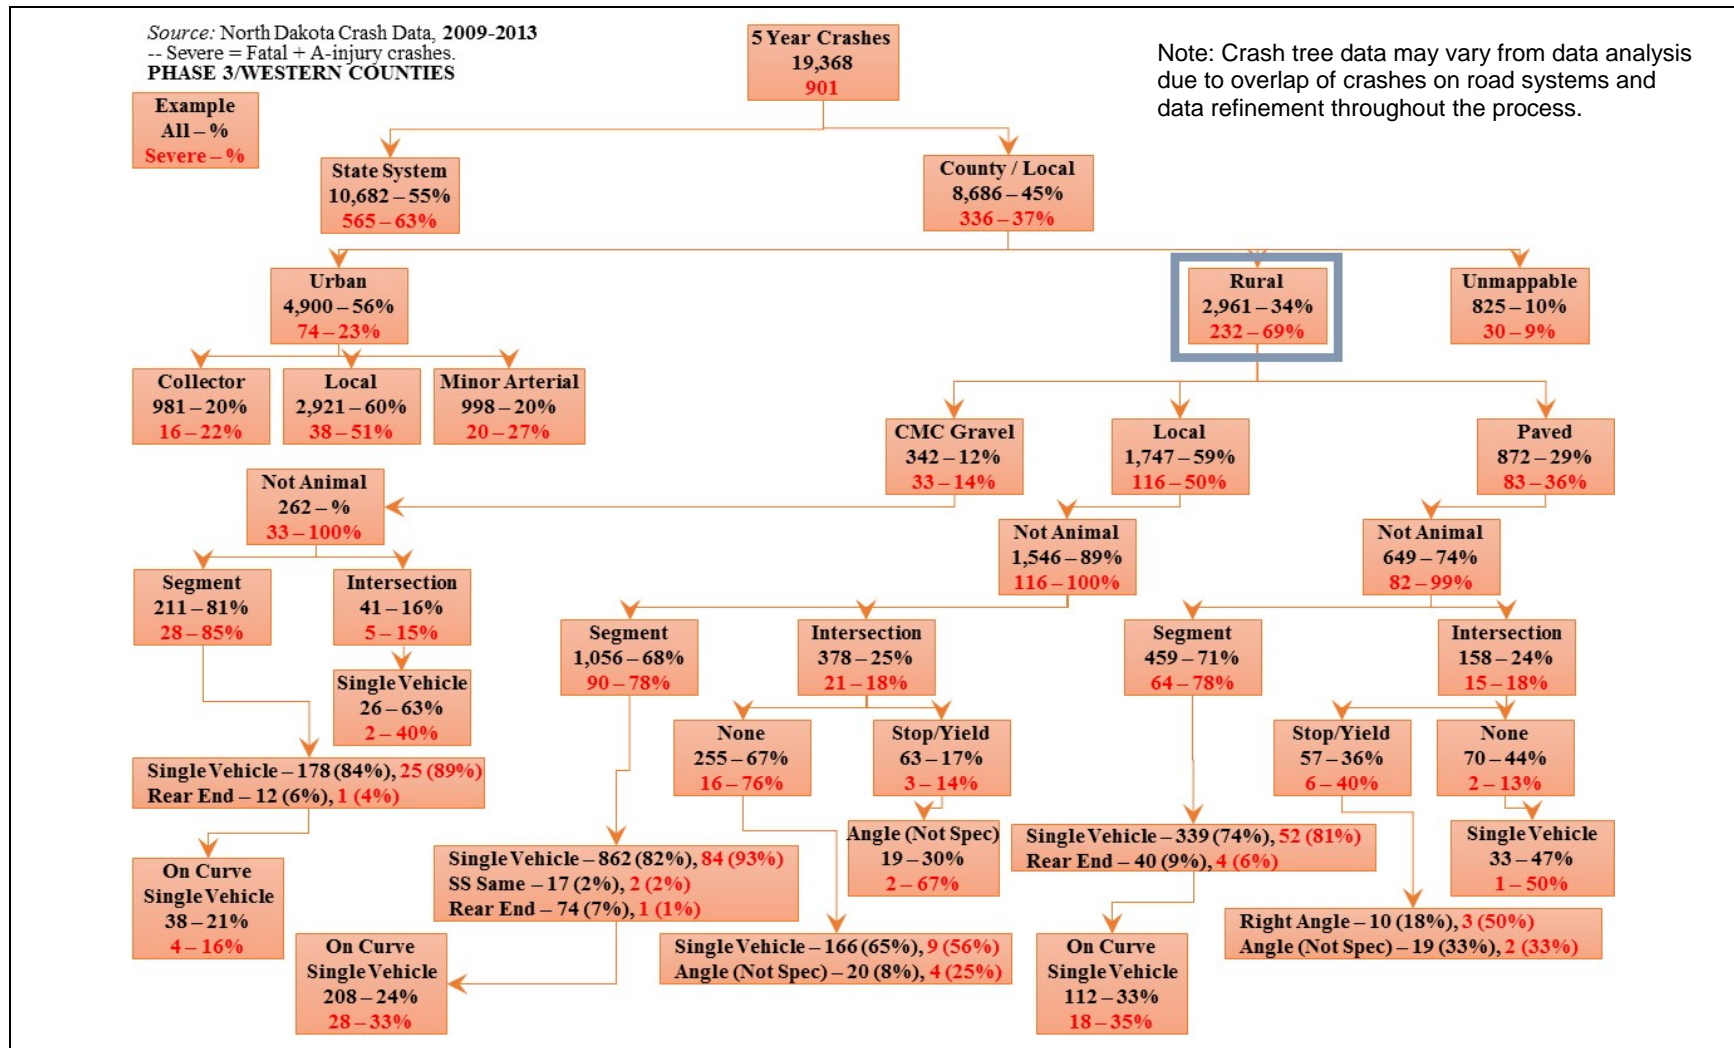 Source: North Dakota Crash Data, 2009-2013
-- Severe = Fatal + A-injury crashes.
PHASE 3/WESTERN COUNTIES
Example
All – %
Severe – %
5 Year Crashes
19,368
901
Note: Crash tree data may vary from data analysis
due to overlap of crashes on road systems and
data refinement throughout the process.
State System
10,682 – 55%
565 – 63%
County / Local
8,686 – 45%
336 – 37%
Urban
4,900 – 56%
74 – 23%
Rural
2,961 – 34%
232 – 69%
Unmappable
825 – 10%
30 – 9%
Collector
981 – 20%
16 – 22%
Local
2,921 – 60%
38 – 51%
Minor Arterial
998 – 20%
20 – 27%
CMC Gravel
342 – 12%
33 – 14%
Local
1,747 – 59%
116 – 50%
Paved
872 – 29%
83 – 36%
Not Animal
262 – %
33 – 100%
Not Animal
1,546 – 89%
116 – 100%
Not Animal
649 – 74%
82 – 99%
Segment
211 – 81%
28 – 85%
Intersection
41 – 16%
5 – 15%
Segment
1,056 – 68%
90 – 78%
Intersection
378 – 25%
21 – 18%
Segment
459 – 71%
64 – 78%
Intersection
158 – 24%
15 – 18%
Single Vehicle
26 – 63%
2 – 40%
None
255 – 67%
16 – 76%
Stop/Yield
63 – 17%
3 – 14%
Stop/Yield
57 – 36%
6 – 40%
None
70 – 44%
2 – 13%
Single Vehicle – 178 (84%), 25 (89%)
Rear End – 12 (6%), 1 (4%)
Angle (Not Spec)
19 – 30%
2 – 67%
Single Vehicle – 339 (74%), 52 (81%)
Rear End – 40 (9%), 4 (6%)
Single Vehicle
33 – 47%
1 – 50%
On Curve
Single Vehicle
38 – 21%
4 – 16%
Single Vehicle – 862 (82%), 84 (93%)
SS Same – 17 (2%), 2 (2%)
Rear End – 74 (7%), 1 (1%)
On Curve
Single Vehicle
208 – 24%
28 – 33%
Single Vehicle – 166 (65%), 9 (56%)
Angle (Not Spec) – 20 (8%), 4 (25%)
On Curve
Single Vehicle
112 – 33%
18 – 35%
Right Angle – 10 (18%), 3 (50%)
Angle (Not Spec) – 19 (33%), 2 (33%)